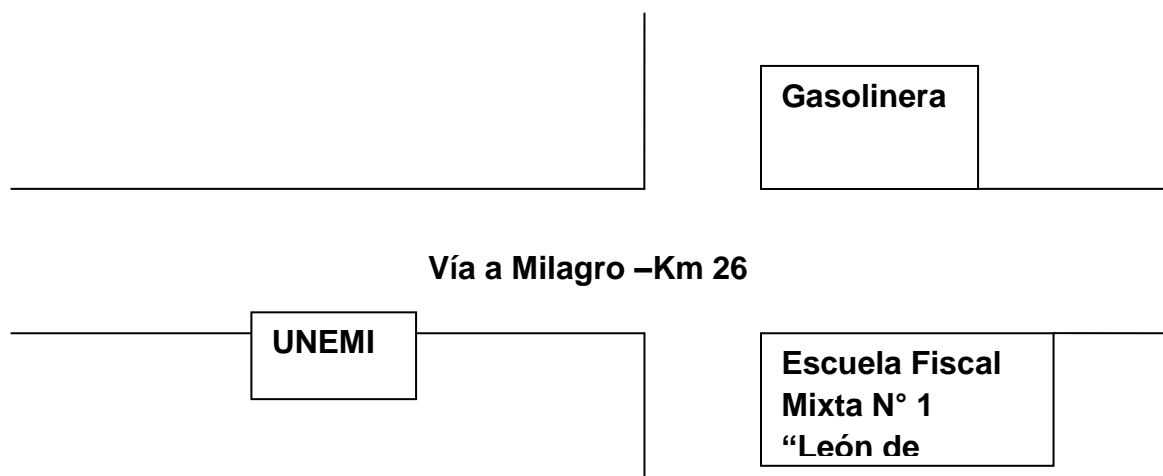 Gasolinera
Vía a Milagro –Km 26
UNEMI
Escuela Fiscal
Mixta N° 1
“León de